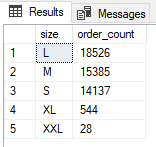 Results Messages
size order_count
1 L 18526
2 M 15385
3 S 14137
4 XL 544
5 XXL 28